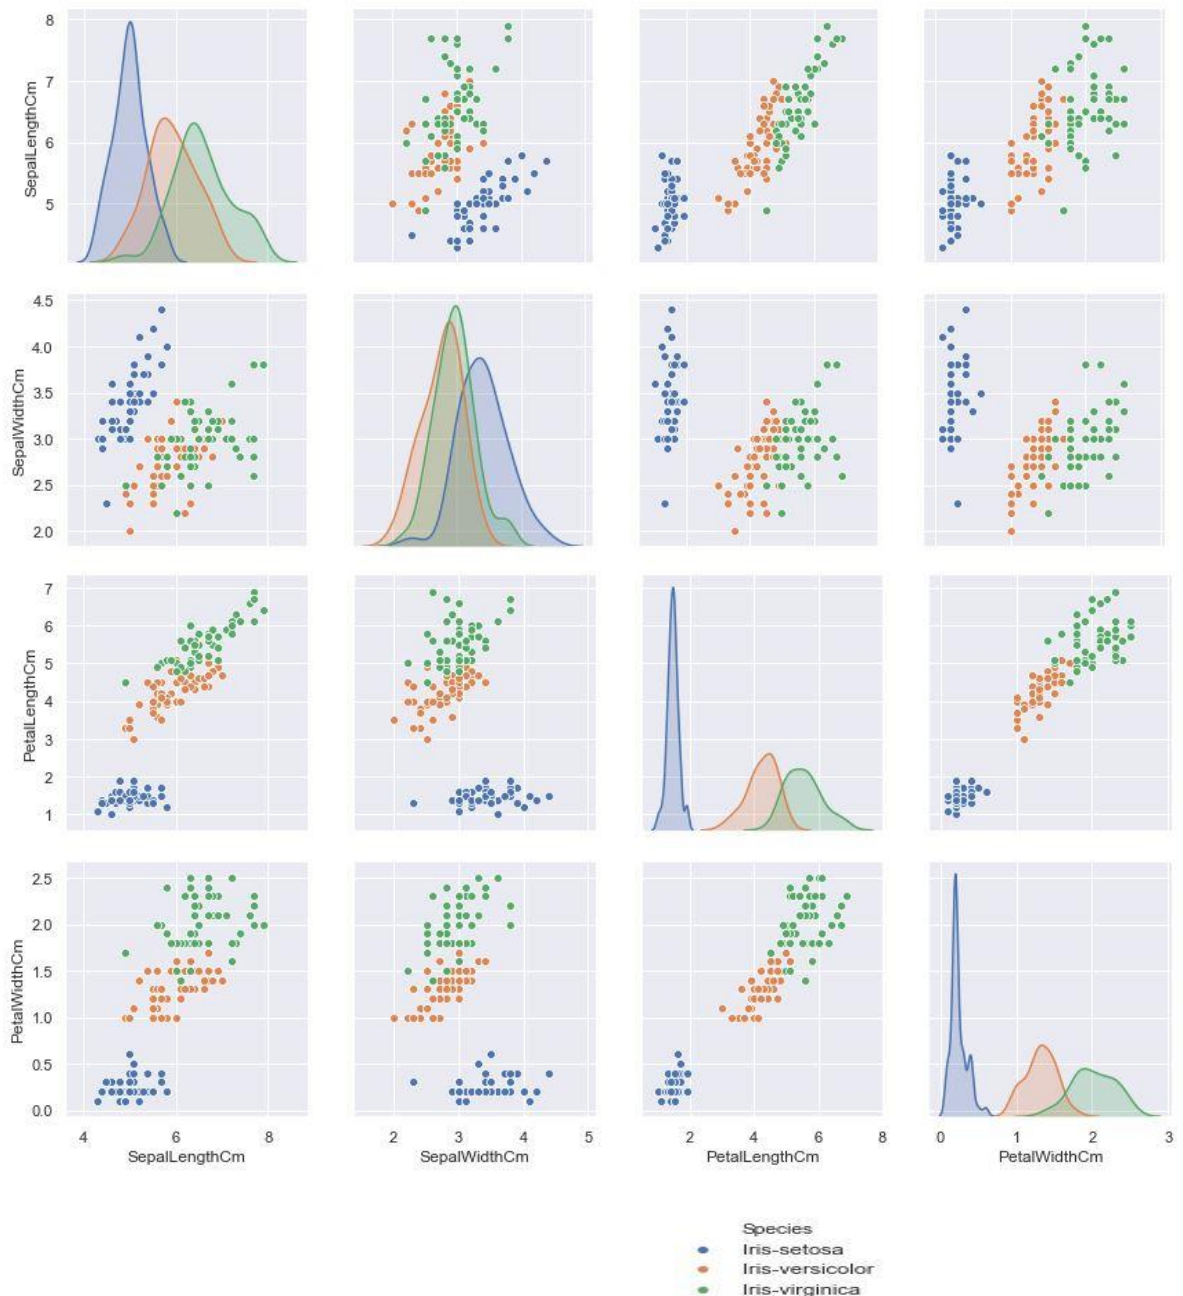 8
7
6
5
SepalLengthCm
4.5
4.0
3.5
3.0
2.5
2.0
SepalWidthCm
7
6
5
4
3
2
1
PetalLengthCm
2.5
2.0
1.5
1.0
0.5
0.0
PetalWidthCm
4 6 8
SepalLengthCm
2 3 4 5
SepalWidthCm
2 4 6 8
PetalLengthCm
0 1 2 3
PetalWidthCm
Species
Iris-setosa
Iris-versicolor
Iris-virginica